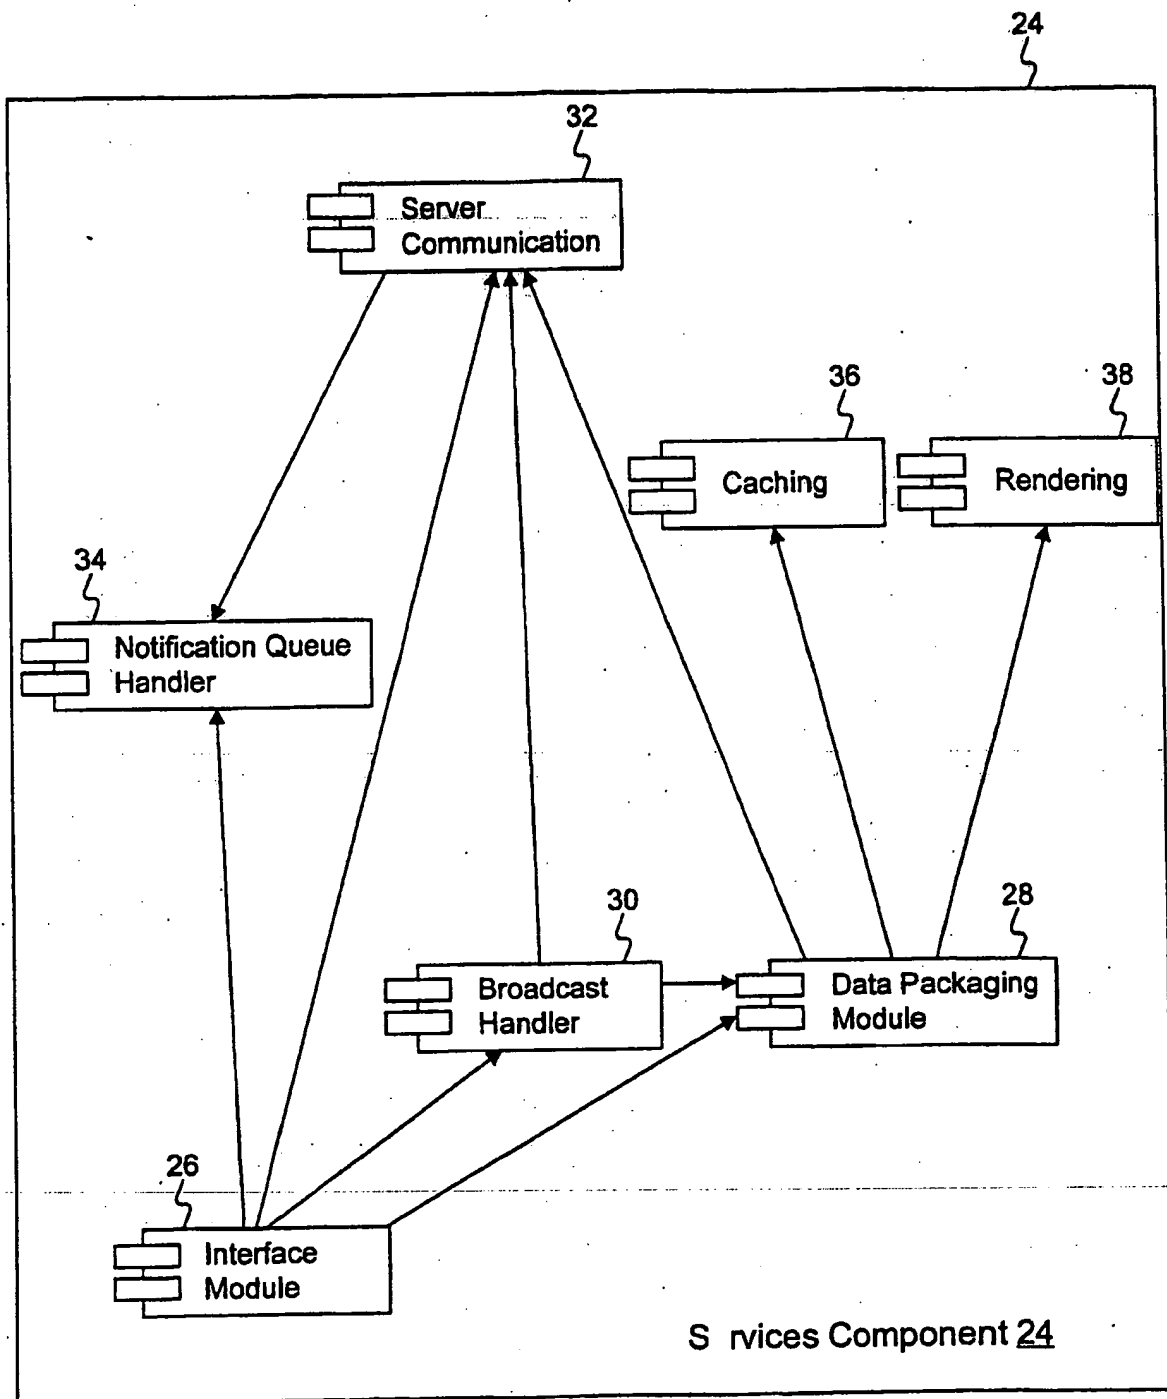 24
32
Server
Communication
36
38
Caching
Rendering
34
Notification Queue
Handler
30
28
Broadcast
Handler
Data Packaging
Module
26
Interface
Module
S rvices Component 24